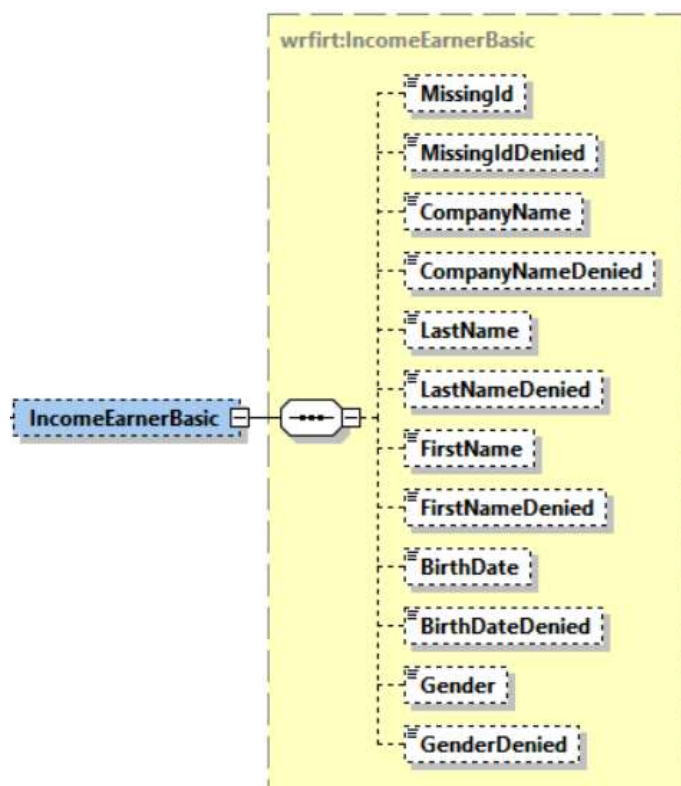 wrfirt:IncomeEarnerBasic
MissingId
MissingIdDenied
CompanyName
CompanyNameDenied
LastName
LastNameDenied
IncomeEarnerBasic
FirstName
FirstNameDenied
BirthDate
BirthDateDenied
Gender
GenderDenied